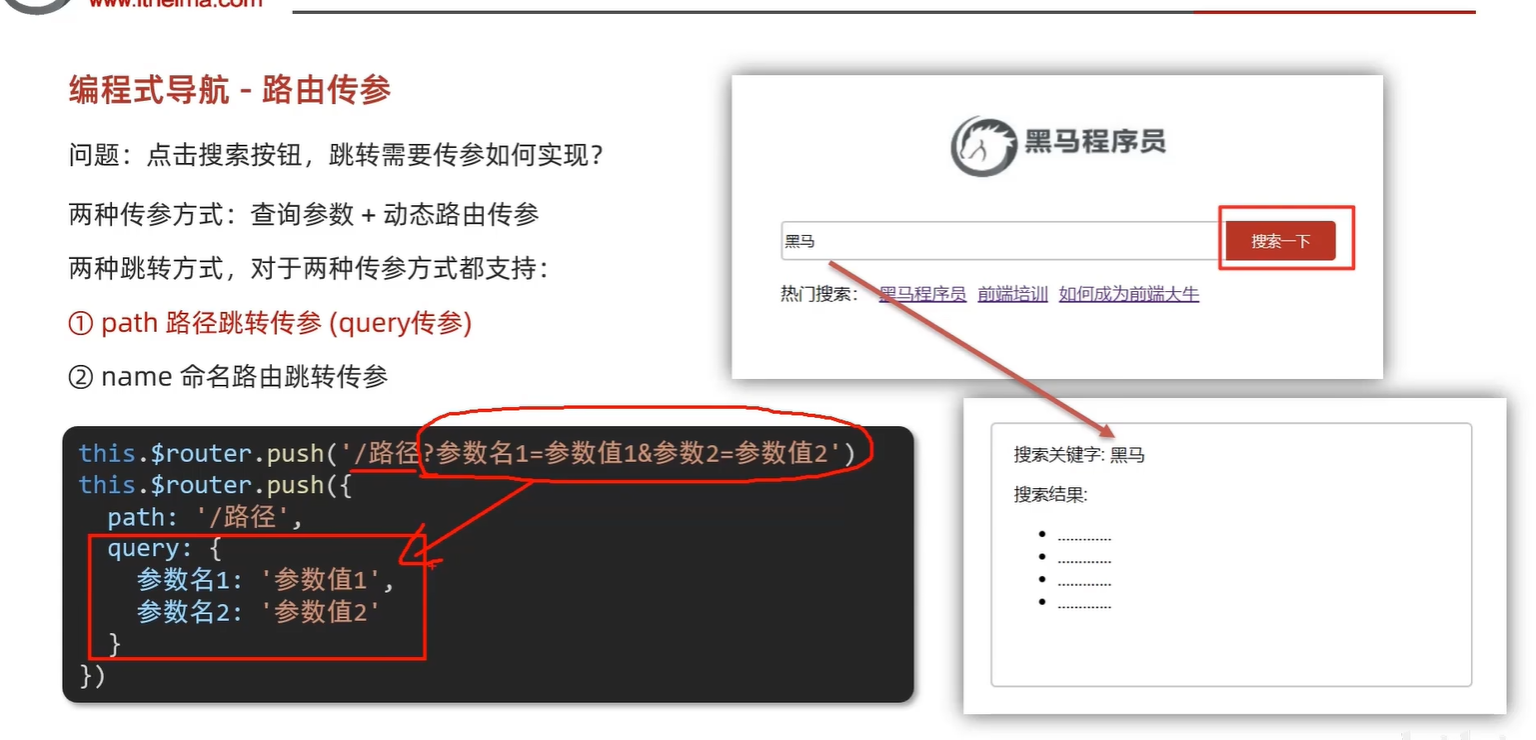 www.itheima.com
编程式导航 - 路由传参
问题：点击搜索按钮，跳转需要传参如何实现？
两种传参方式：查询参数 + 动态路由传参
两种跳转方式，对于两种传参方式都支持：
① path 路径跳转传参 (query传参)
② name 命名路由跳转传参
this.$router.push('/路径?参数名1=参数值1&参数2=参数值2')
this.$router.push({
  path: '/路径',
  query: {
    参数名1: '参数值1',
    参数名2: '参数值2'
  }
})
黑马程序员
黑马
搜索一下
热门搜索： 黑马程序员 前端培训 如何成为前端大牛
搜索关键字: 黑马
搜索结果:
• .............
• .............
• .............
• .............